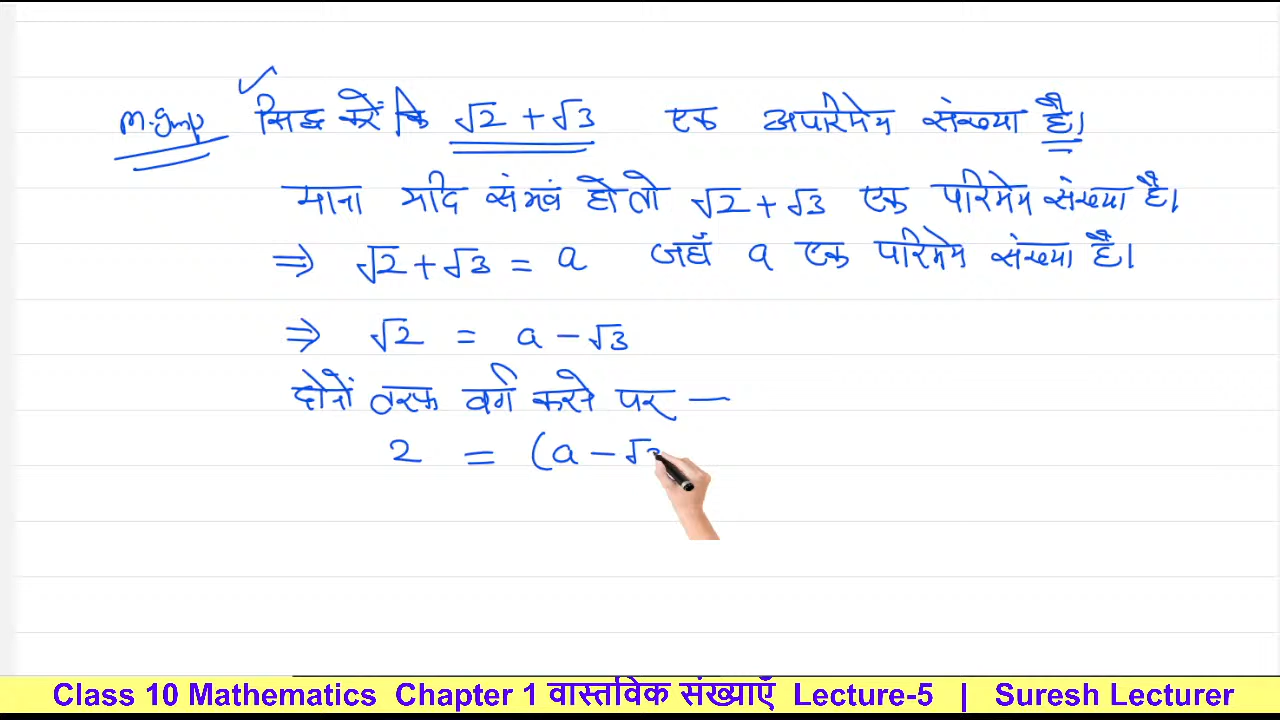 M.Imp सिद्ध करें कि √2 + √3 एक अपरिमेय संख्या है।
माना यदि संभव हो तो √2 + √3 एक परिमेय संख्या है।
⇒ √2 + √3 = a जहाँ a एक परिमेय संख्या है।
⇒ √2 = a - √3
दोनों तरफ वर्ग करने पर —
2 = (a - √3
Class 10 Mathematics Chapter 1 वास्तविक संख्याएँ Lecture-5 | Suresh Lecturer